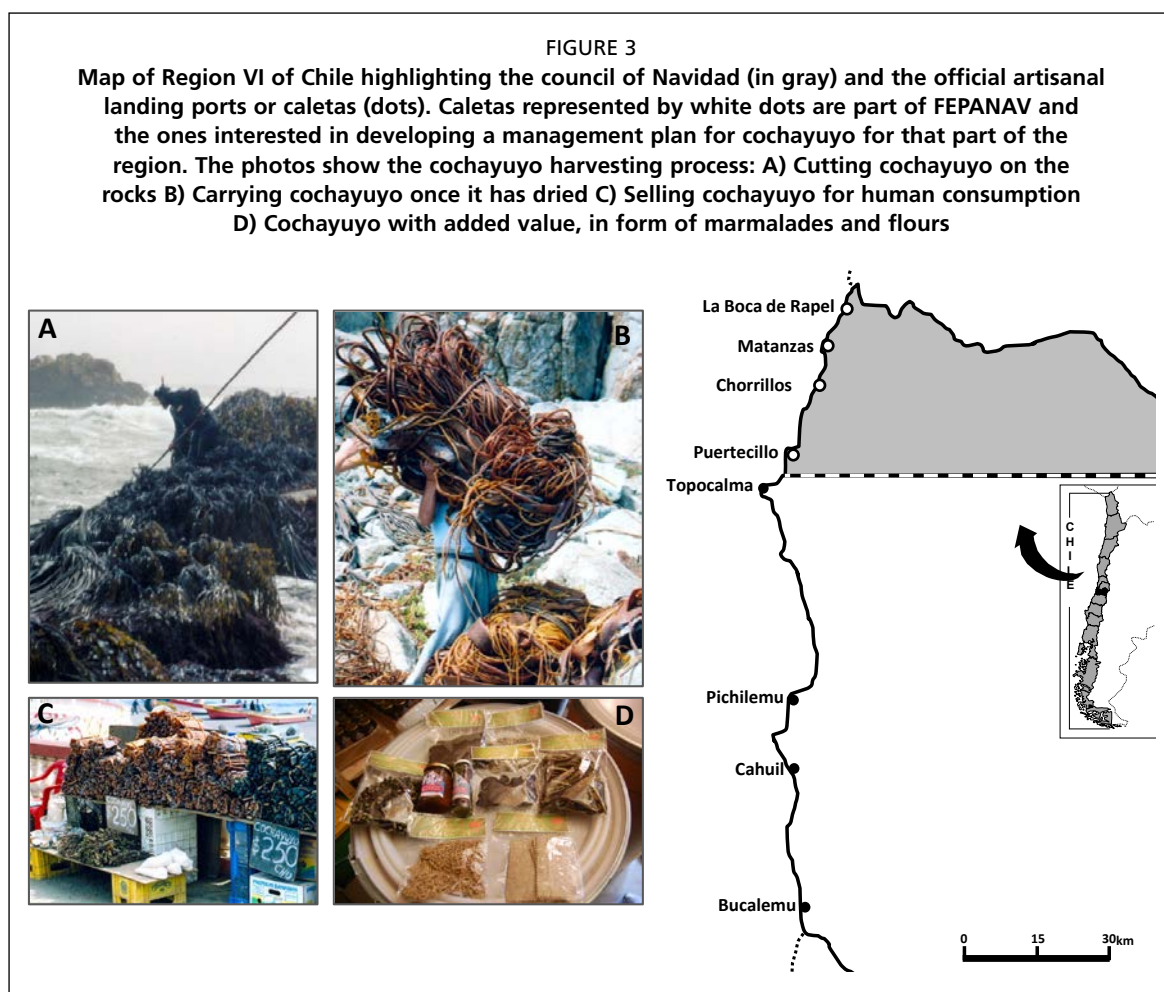 FIGURE 3
Map of Region VI of Chile highlighting the council of Navidad (in gray) and the official artisanal
landing ports or caletas (dots). Caletas represented by white dots are part of FEPANAV and
the ones interested in developing a management plan for cochayuyo for that part of the
region. The photos show the cochayuyo harvesting process: A) Cutting cochayuyo on the
rocks B) Carrying cochayuyo once it has dried C) Selling cochayuyo for human consumption
D) Cochayuyo with added value, in form of marmalades and flours
A
B
C
250
COCHAYUYO
$250
C/U
D
La Boca de Rapel
Matanzas
Chorrillos
Puertecillo
Topocalma
CHILE
Pichilemu
Cahuil
Bucalemu
0 15 30km